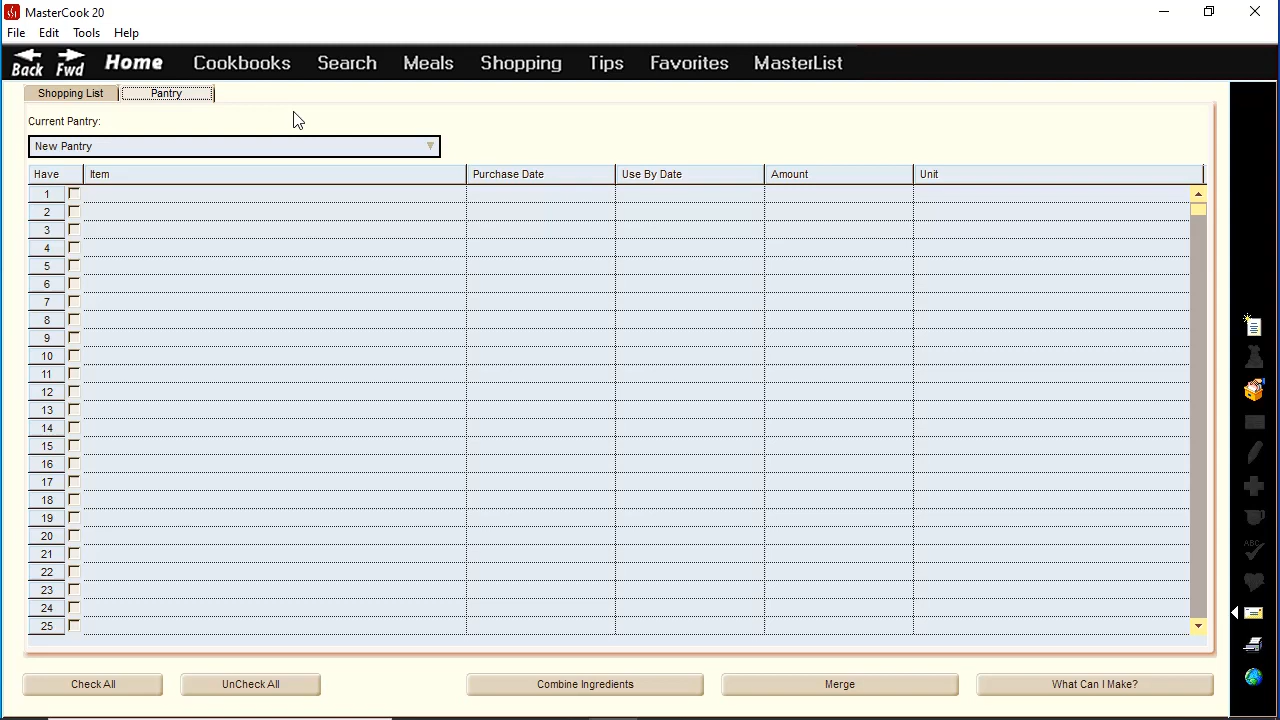 MasterCook 20
File Edit Tools Help
Back Fwd Home Cookbooks Search Meals Shopping Tips Favorites MasterList
Shopping List Pantry
Current Pantry:
New Pantry
Have Item Purchase Date Use By Date Amount Unit
1
2
3
4
5
6
7
8
9
10
11
12
13
14
15
16
17
18
19
20
21
22
23
24
25
ABC
Check All UnCheck All Combine Ingredients Merge What Can I Make?